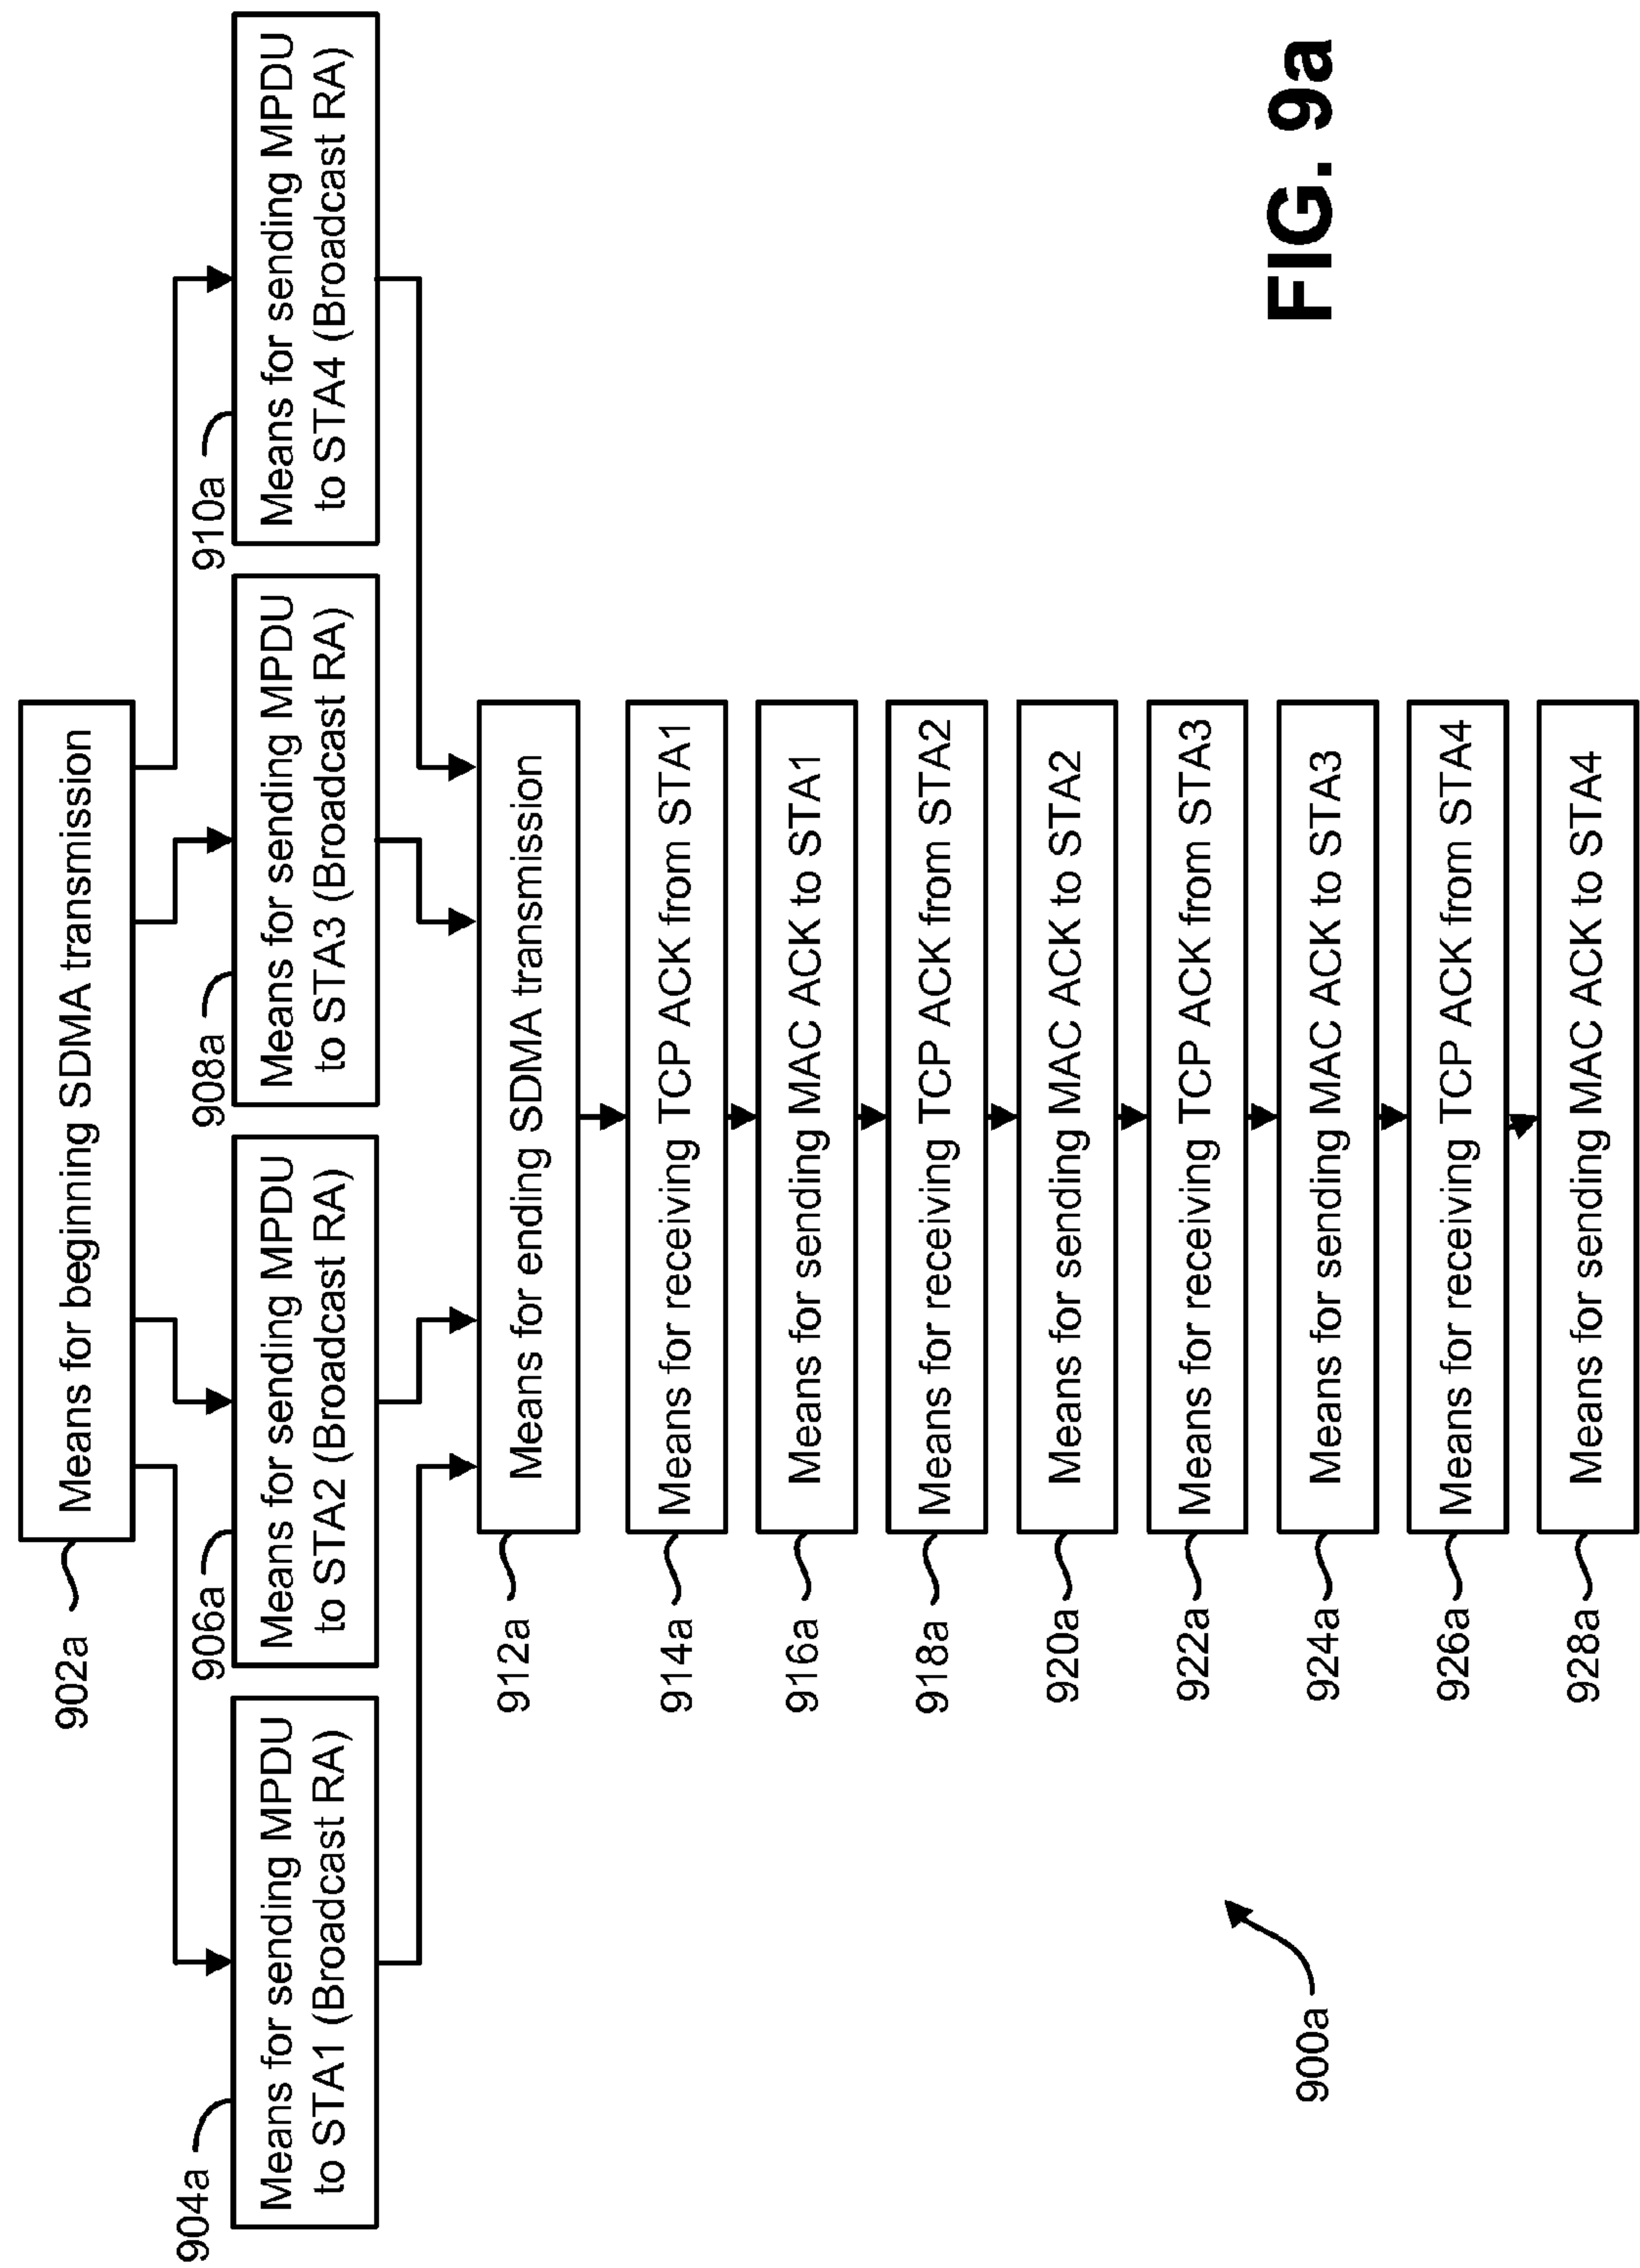 902a
Means for beginning SDMA transmission
904a
Means for sending MPDU
to STA1 (Broadcast RA)
906a
Means for sending MPDU
to STA2 (Broadcast RA)
908a
Means for sending MPDU
to STA3 (Broadcast RA)
910a
Means for sending MPDU
to STA4 (Broadcast RA)
912a
Means for ending SDMA transmission
914a
Means for receiving TCP ACK from STA1
916a
Means for sending MAC ACK to STA1
918a
Means for receiving TCP ACK from STA2
920a
Means for sending MAC ACK to STA2
922a
Means for receiving TCP ACK from STA3
924a
Means for sending MAC ACK to STA3
926a
Means for receiving TCP ACK from STA4
928a
Means for sending MAC ACK to STA4
900a
FIG. 9a